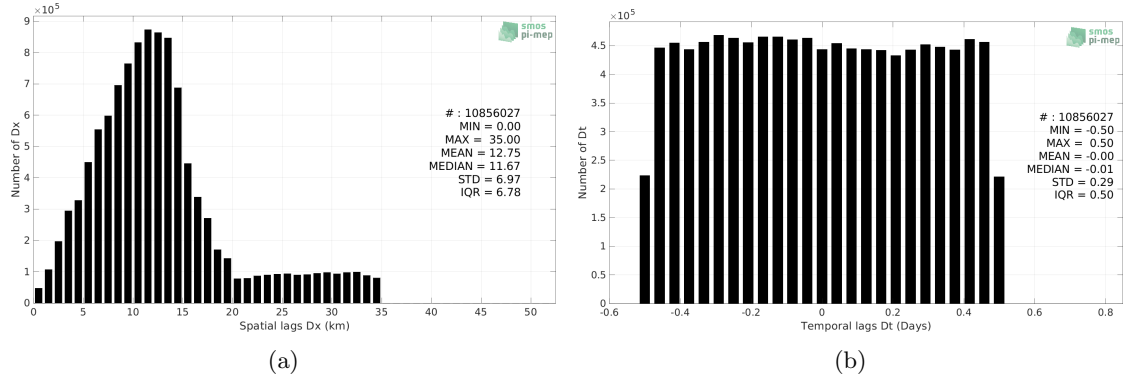 ×10⁵
9
8
7
6
5
4
3
2
1
0
Number of Dx
0 5 10 15 20 25 30 35 40 45 50
Spatial lags Dx (km)
smos
pi-mep
# : 10856027
MIN = 0.00
MAX = 35.00
MEAN = 12.75
MEDIAN = 11.67
STD = 6.97
IQR = 6.78
(a)
×10⁵
4.5
4
3.5
3
2.5
2
1.5
1
0.5
0
Number of Dt
-0.6 -0.4 -0.2 0 0.2 0.4 0.6 0.8
Temporal lags Dt (Days)
smos
pi-mep
# : 10856027
MIN = -0.50
MAX = 0.50
MEAN = -0.00
MEDIAN = -0.01
STD = 0.29
IQR = 0.50
(b)